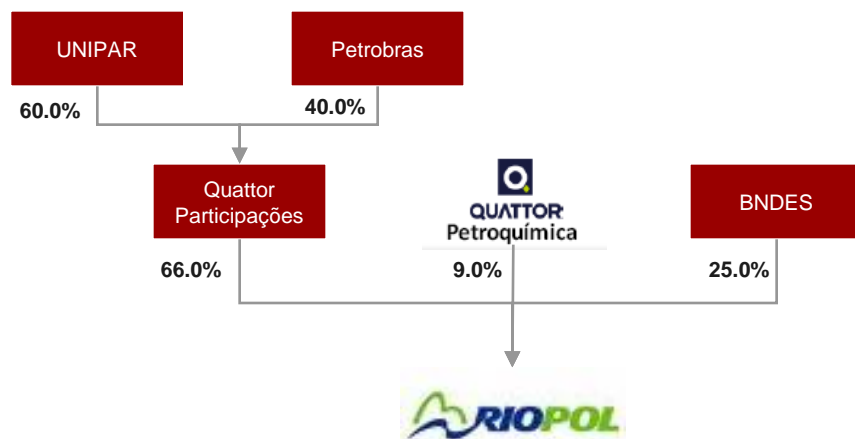 UNIPAR
Petrobras
60.0%
40.0%
Quattor
Participações
QUATTOR
Petroquímica
BNDES
66.0%
9.0%
25.0%
RIOPOL